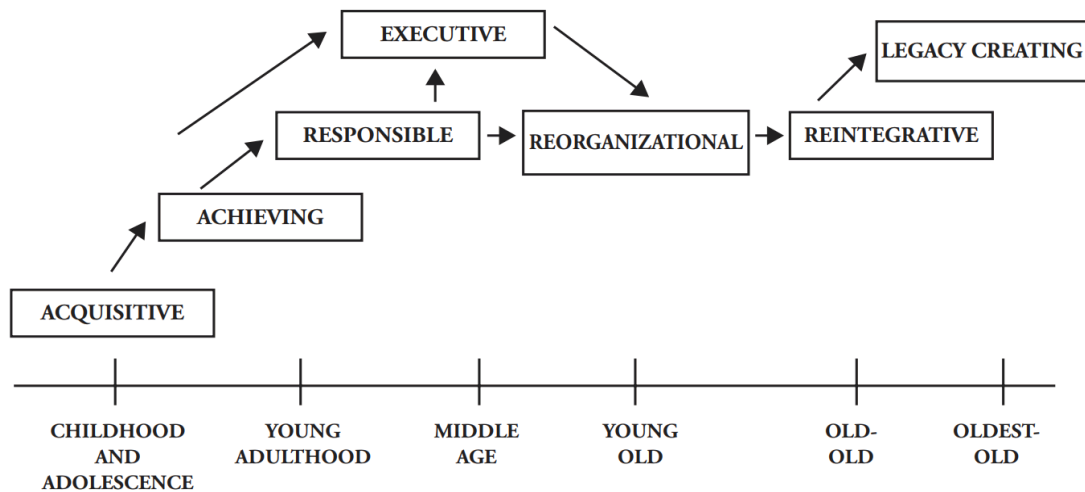 EXECUTIVE
LEGACY CREATING
RESPONSIBLE
REORGANIZATIONAL
REINTEGRATIVE
ACHIEVING
ACQUISITIVE
CHILDHOOD
AND
ADOLESCENCE
YOUNG
ADULTHOOD
MIDDLE
AGE
YOUNG
OLD
OLD-
OLD
OLDEST-
OLD